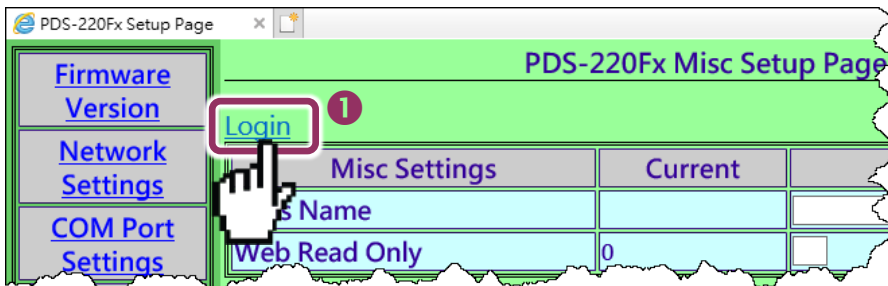 PDS-220Fx Setup Page
Firmware
Version
Network
Settings
COM Port
Settings
PDS-220Fx Misc Setup Page
Login
1
Misc Settings
Current
s Name
Web Read Only
0